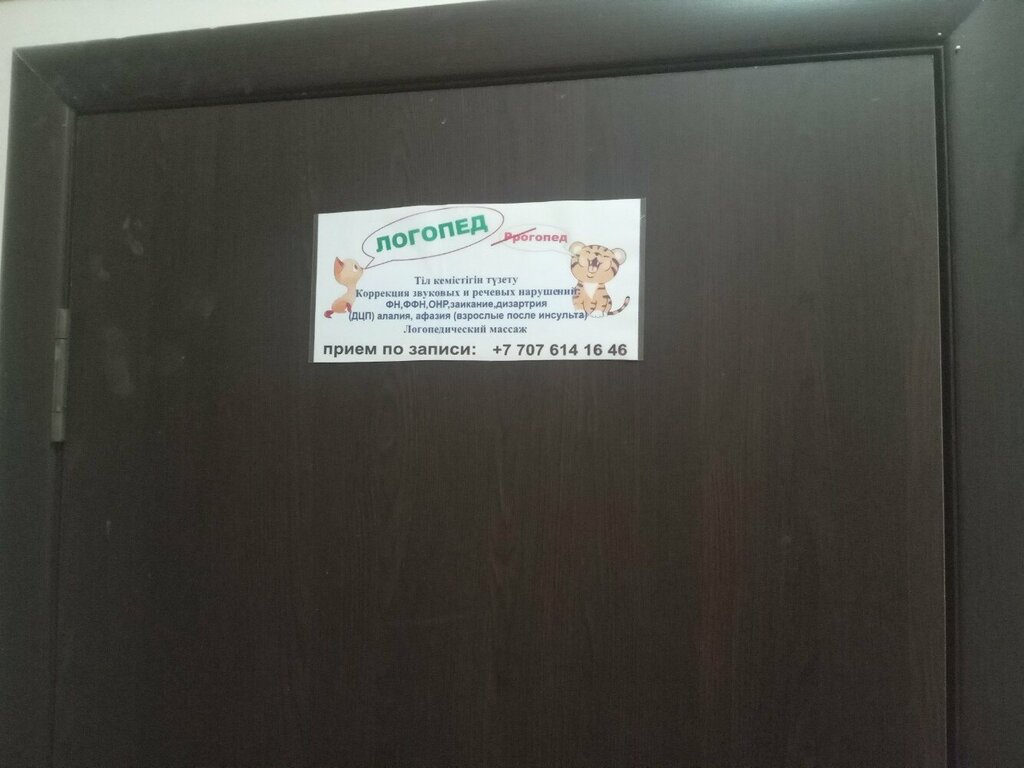 ЛОГОПЕД
Ррогопед
Тіл кемістігін түзету
Коррекция звуковых и речевых нарушений:
ФН,ФФН,ОНР,заикание,дизартрия
(ДЦП) алалия, афазия (взрослые после инсульта)
Логопедический массаж
прием по записи: +7 707 614 16 46